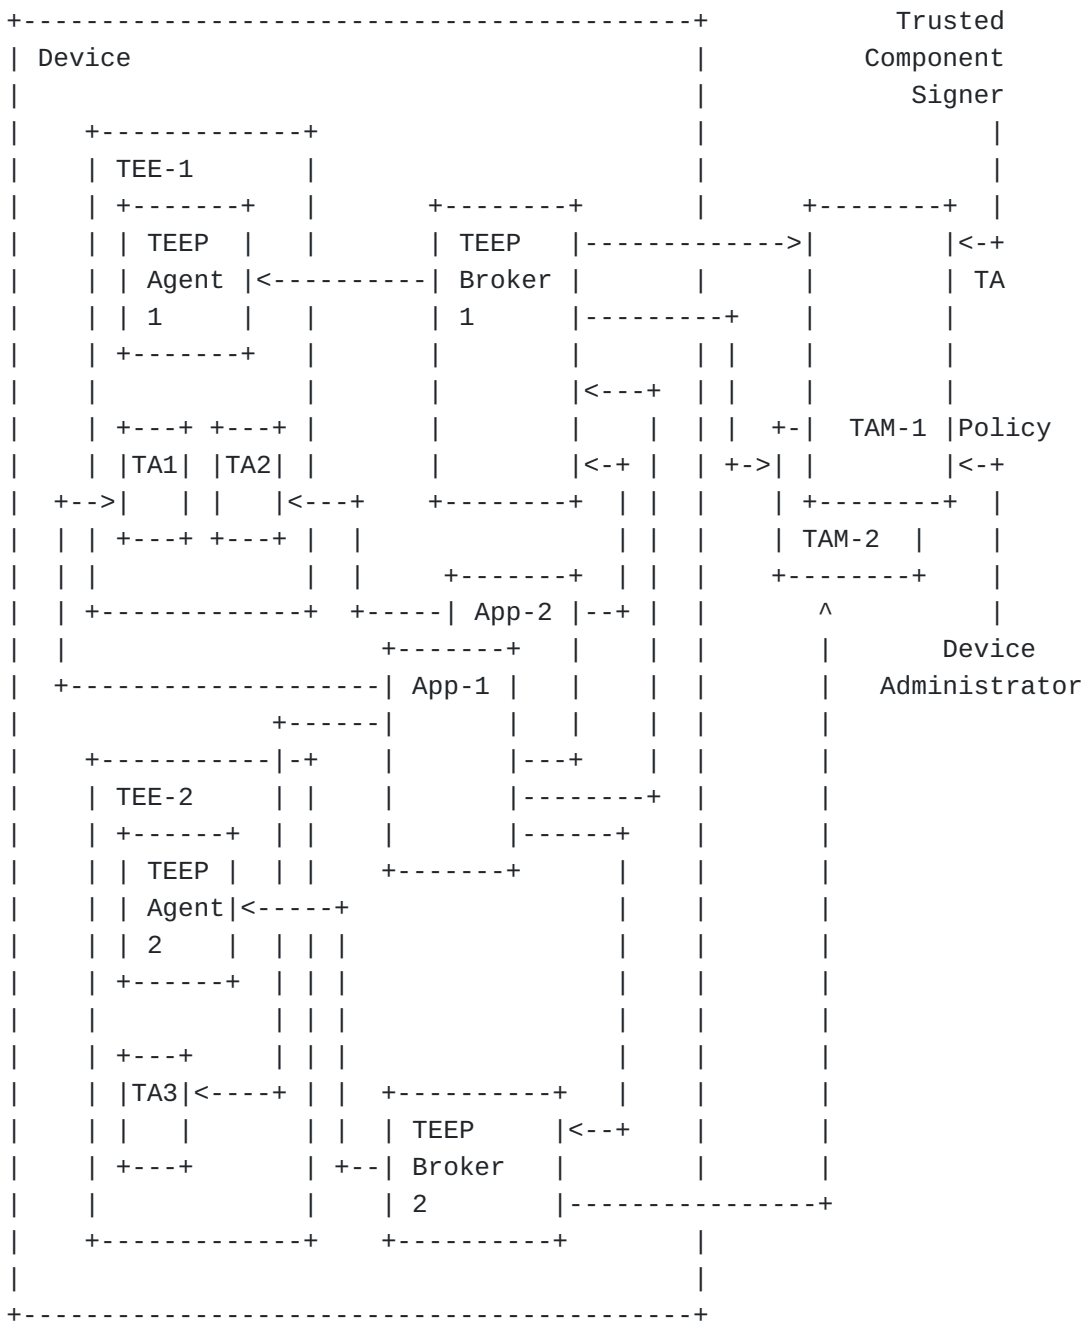 Trusted
Device Component
Signer
TEE-1
TEEP TEEP
Agent Broker TA
1 1
TAM-1 Policy
TA1 TA2
TAM-2
App-2
Device
App-1 Administrator
TEE-2
TEEP
Agent
2
TA3
TEEP
Broker
2